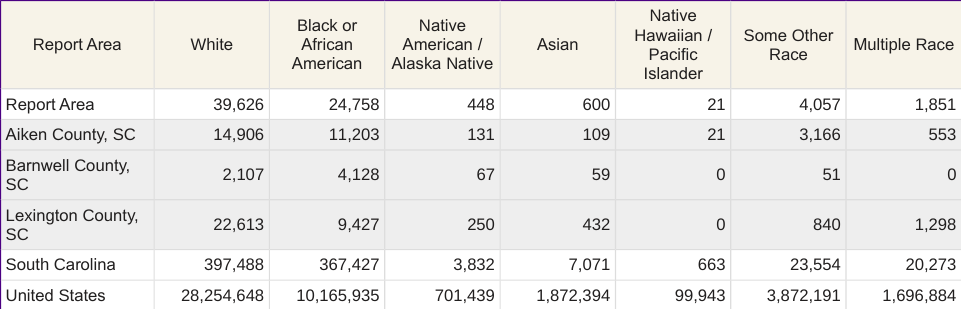 Report Area White Black or African American Native American / Alaska Native Asian Native Hawaiian / Pacific Islander Some Other Race Multiple Race
Report Area 39,626 24,758 448 600 21 4,057 1,851
Aiken County, SC 14,906 11,203 131 109 21 3,166 553
Barnwell County, SC 2,107 4,128 67 59 0 51 0
Lexington County, SC 22,613 9,427 250 432 0 840 1,298
South Carolina 397,488 367,427 3,832 7,071 663 23,554 20,273
United States 28,254,648 10,165,935 701,439 1,872,394 99,943 3,872,191 1,696,884